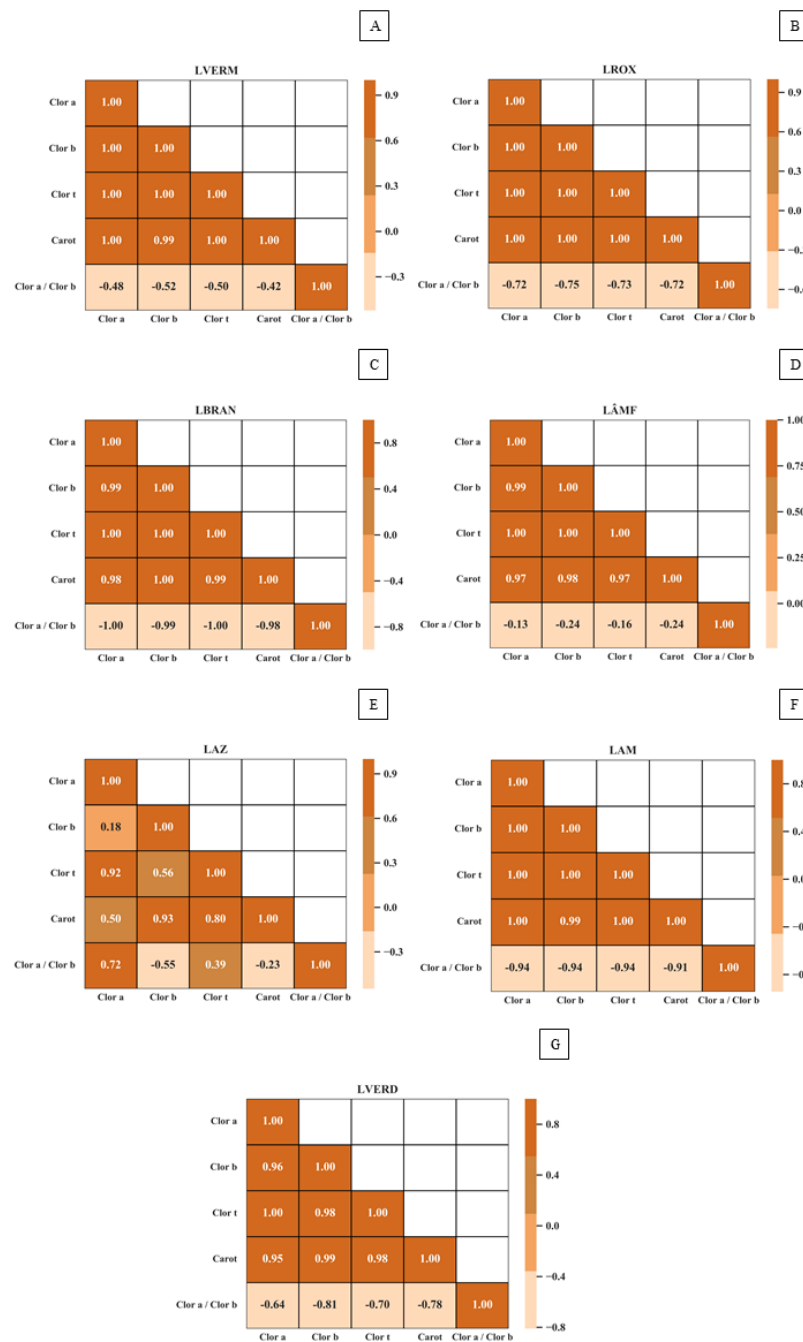 A
LVERM
Clor a 1.00
0.9
Clor b 1.00 1.00
0.6
Clor t 1.00 1.00 1.00
0.3
0.0
Carot 1.00 0.99 1.00 1.00
−0.3
Clor a / Clor b -0.48 -0.52 -0.50 -0.42 1.00
Clor a Clor b Clor t Carot Clor a / Clor b
B
LROX
Clor a 1.00
0.9
Clor b 1.00 1.00
0.6
0.3
Clor t 1.00 1.00 1.00
0.0
Carot 1.00 1.00 1.00 1.00
Clor a / Clor b -0.72 -0.75 -0.73 -0.72 1.00
Clor a Clor b Clor t Carot Clor a / Clor b
C
LBRAN
Clor a 1.00
0.8
Clor b 0.99 1.00
0.4
Clor t 1.00 1.00 1.00
0.0
Carot 0.98 1.00 0.99 1.00
−0.4
Clor a / Clor b -1.00 -0.99 -1.00 -0.98 1.00
−0.8
Clor a Clor b Clor t Carot Clor a / Clor b
D
LÂMF
1.00
Clor a 1.00
0.75
Clor b 0.99 1.00
0.50
Clor t 1.00 1.00 1.00
0.25
Carot 0.97 0.98 0.97 1.00
0.00
Clor a / Clor b -0.13 -0.24 -0.16 -0.24 1.00
Clor a Clor b Clor t Carot Clor a / Clor b
E
LAZ
Clor a 1.00
0.9
Clor b 0.18 1.00
0.6
Clor t 0.92 0.56 1.00
0.3
Carot 0.50 0.93 0.80 1.00
0.0
−0.3
Clor a / Clor b 0.72 -0.55 0.39 -0.23 1.00
Clor a Clor b Clor t Carot Clor a / Clor b
F
LAM
Clor a 1.00
Clor b 1.00 1.00
Clor t 1.00 1.00 1.00
Carot 1.00 0.99 1.00 1.00
Clor a / Clor b -0.94 -0.94 -0.94 -0.91 1.00
Clor a Clor b Clor t Carot Clor a / Clor b
G
LVERD
Clor a 1.00
0.8
Clor b 0.96 1.00
0.4
Clor t 1.00 0.98 1.00
0.0
Carot 0.95 0.99 0.98 1.00
−0.4
Clor a / Clor b -0.64 -0.81 -0.70 -0.78 1.00
−0.8
Clor a Clor b Clor t Carot Clor a / Clor b